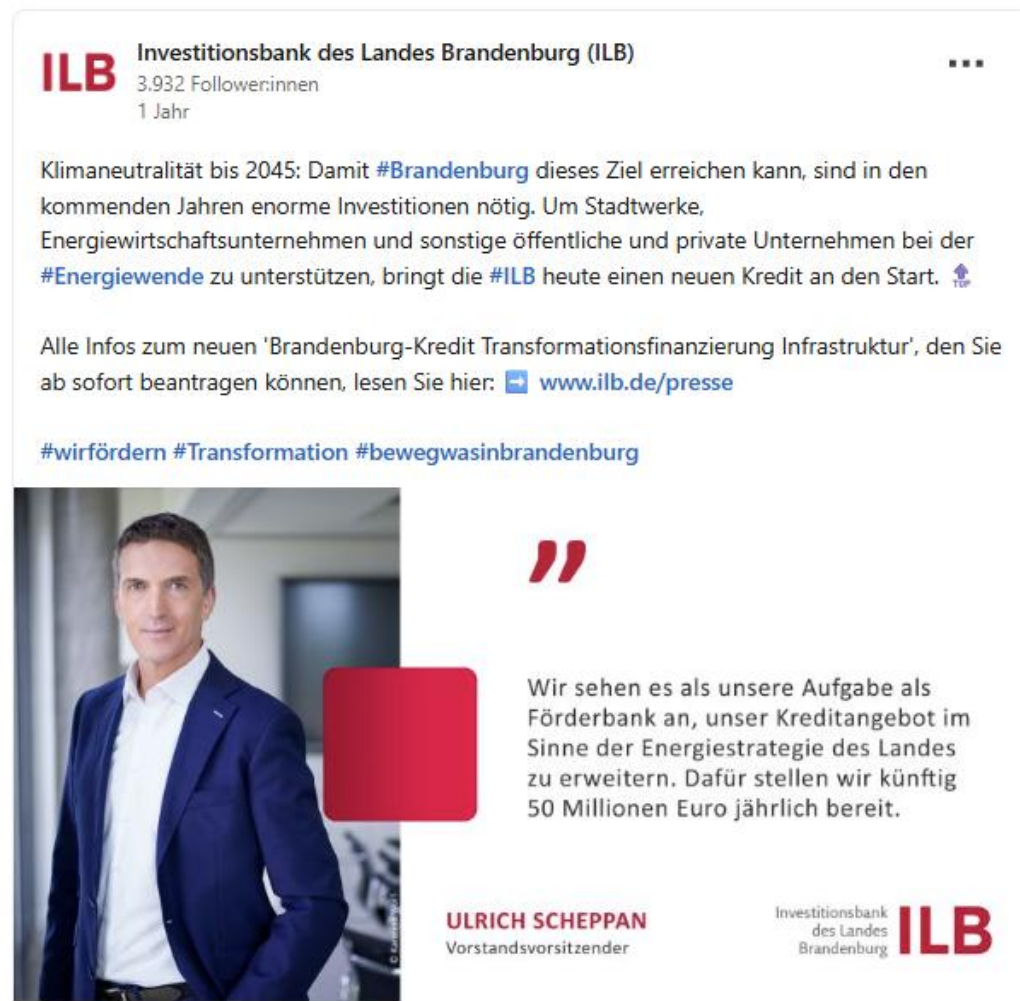 ILB
Investitionsbank des Landes Brandenburg (ILB)
3.932 Follower:innen
1 Jahr
Klimaneutralität bis 2045: Damit #Brandenburg dieses Ziel erreichen kann, sind in den
kommenden Jahren enorme Investitionen nötig. Um Stadtwerke,
Energiewirtschaftsunternehmen und sonstige öffentliche und private Unternehmen bei der
#Energiewende zu unterstützen, bringt die #ILB heute einen neuen Kredit an den Start. 🔝
Alle Infos zum neuen 'Brandenburg-Kredit Transformationsfinanzierung Infrastruktur', den Sie
ab sofort beantragen können, lesen Sie hier: ➡️ www.ilb.de/presse
#wirfördern #Transformation #bewegwasinbrandenburg
”
Wir sehen es als unsere Aufgabe als
Förderbank an, unser Kreditangebot im
Sinne der Energiestrategie des Landes
zu erweitern. Dafür stellen wir künftig
50 Millionen Euro jährlich bereit.
ULRICH SCHEPPAN
Vorstandsvorsitzender
Investitionsbank
des Landes
Brandenburg
ILB